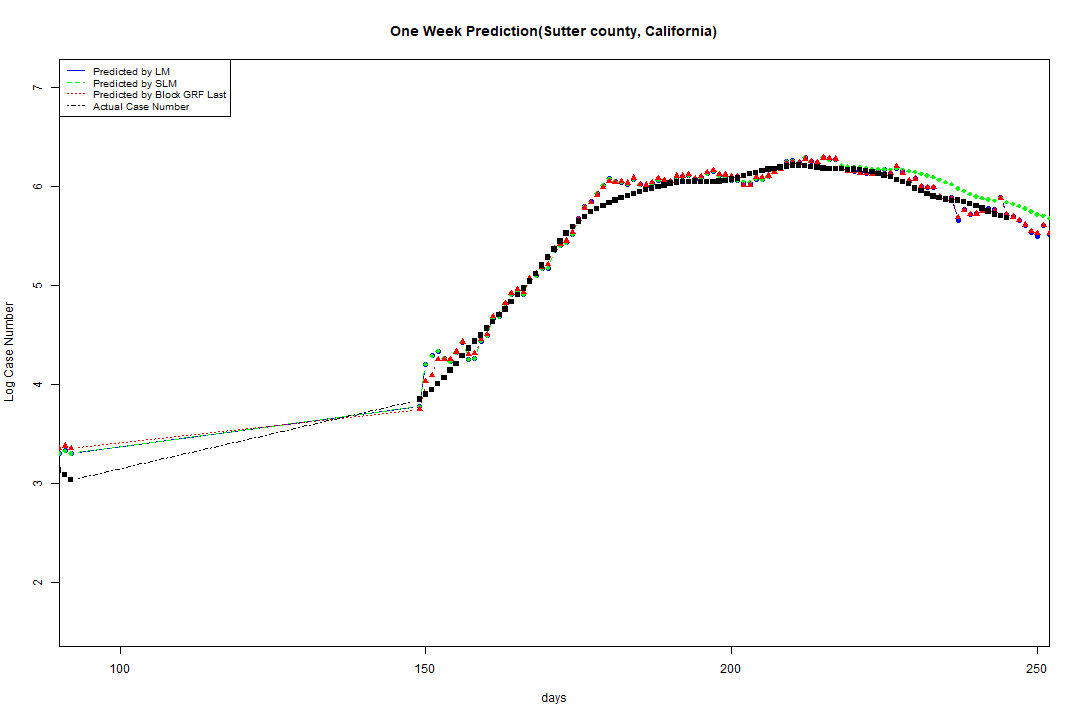 One Week Prediction(Sutter county, California)
Predicted by LM
Predicted by SLM
Predicted by Block GRF Last
Actual Case Number
7
6
5
4
3
2
Log Case Number
100
150
200
250
days